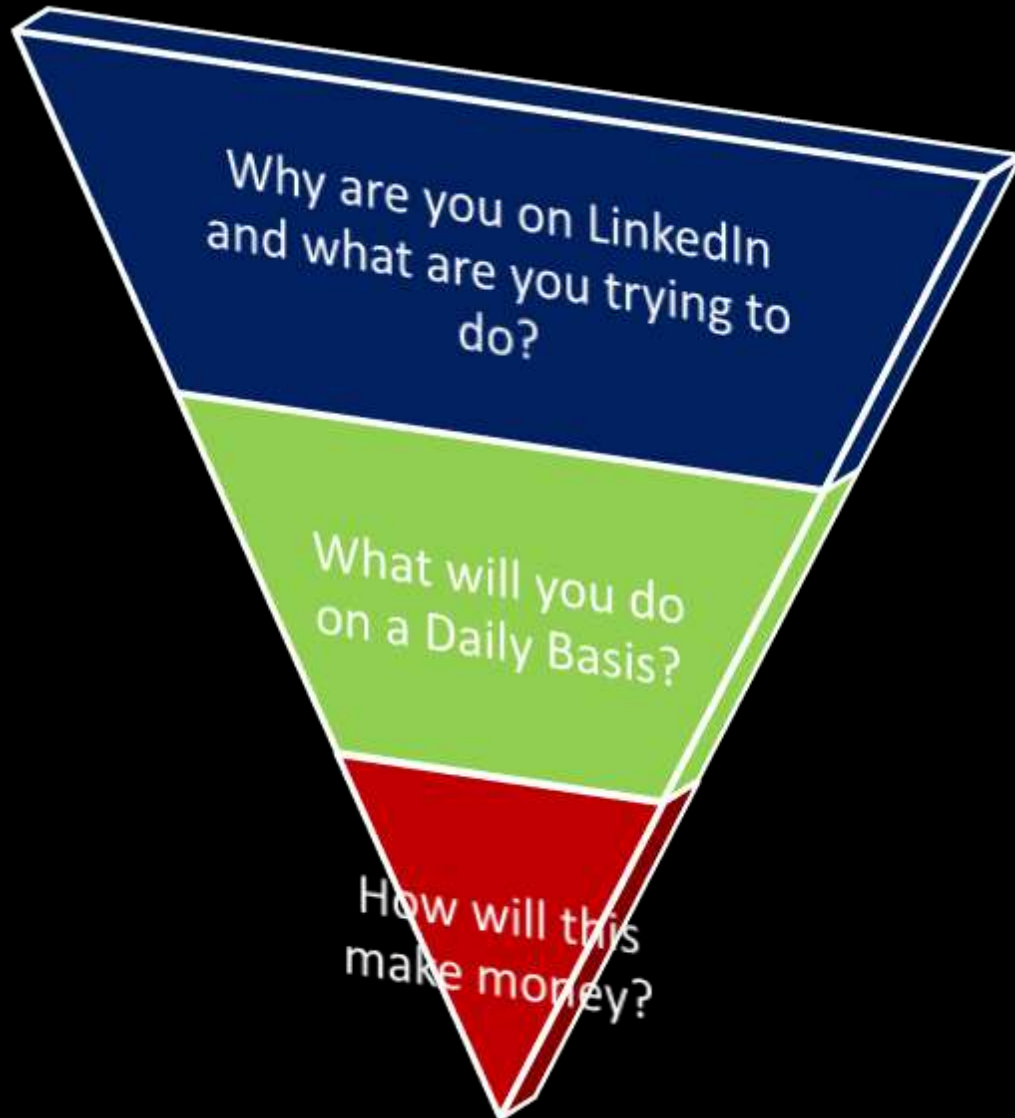 Why are you on LinkedIn
and what are you trying to
do?
What will you do
on a Daily Basis?
How will this
make money?